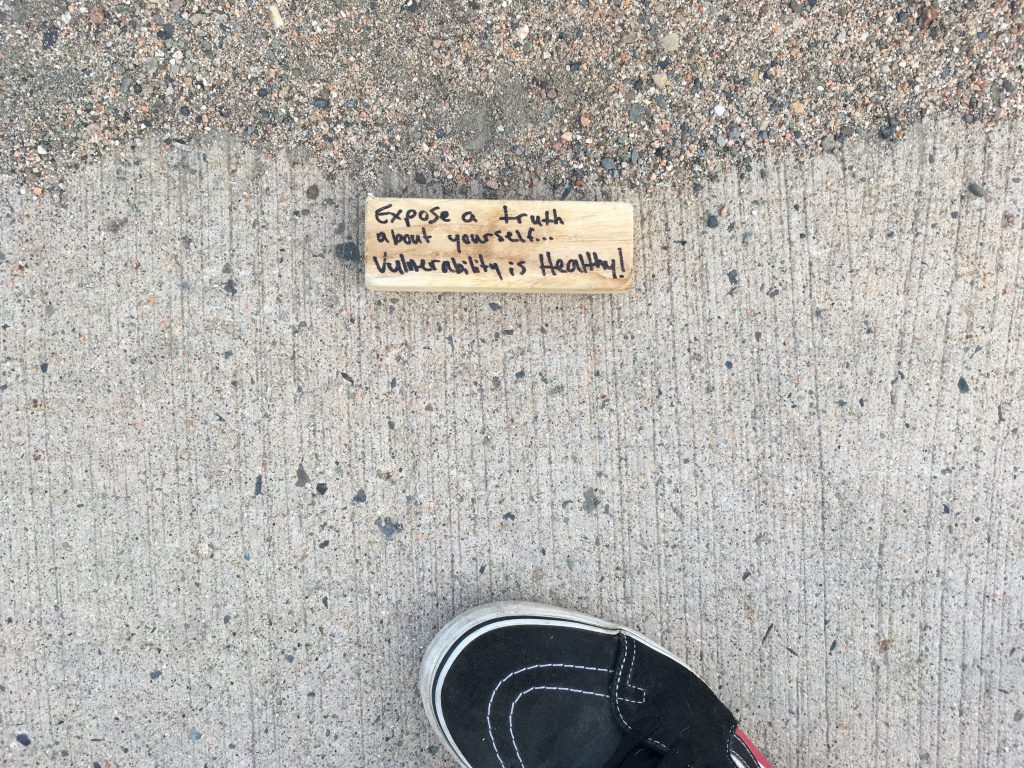 Expose a truth
about yourself...
Vulnerability is Healthy!